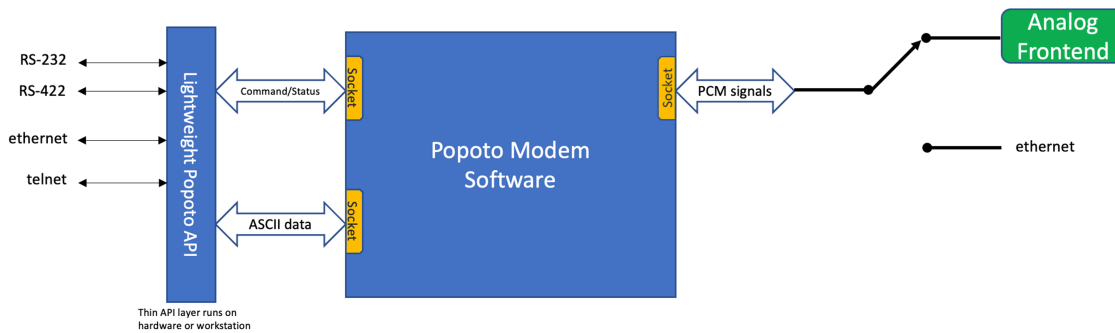 RS-232
RS-422
ethernet
telnet
Lightweight Popoto API
Thin API layer runs on
hardware or workstation
Command/Status
ASCII data
Socket
Socket
Popoto Modem
Software
Socket
PCM signals
Analog
Frontend
ethernet